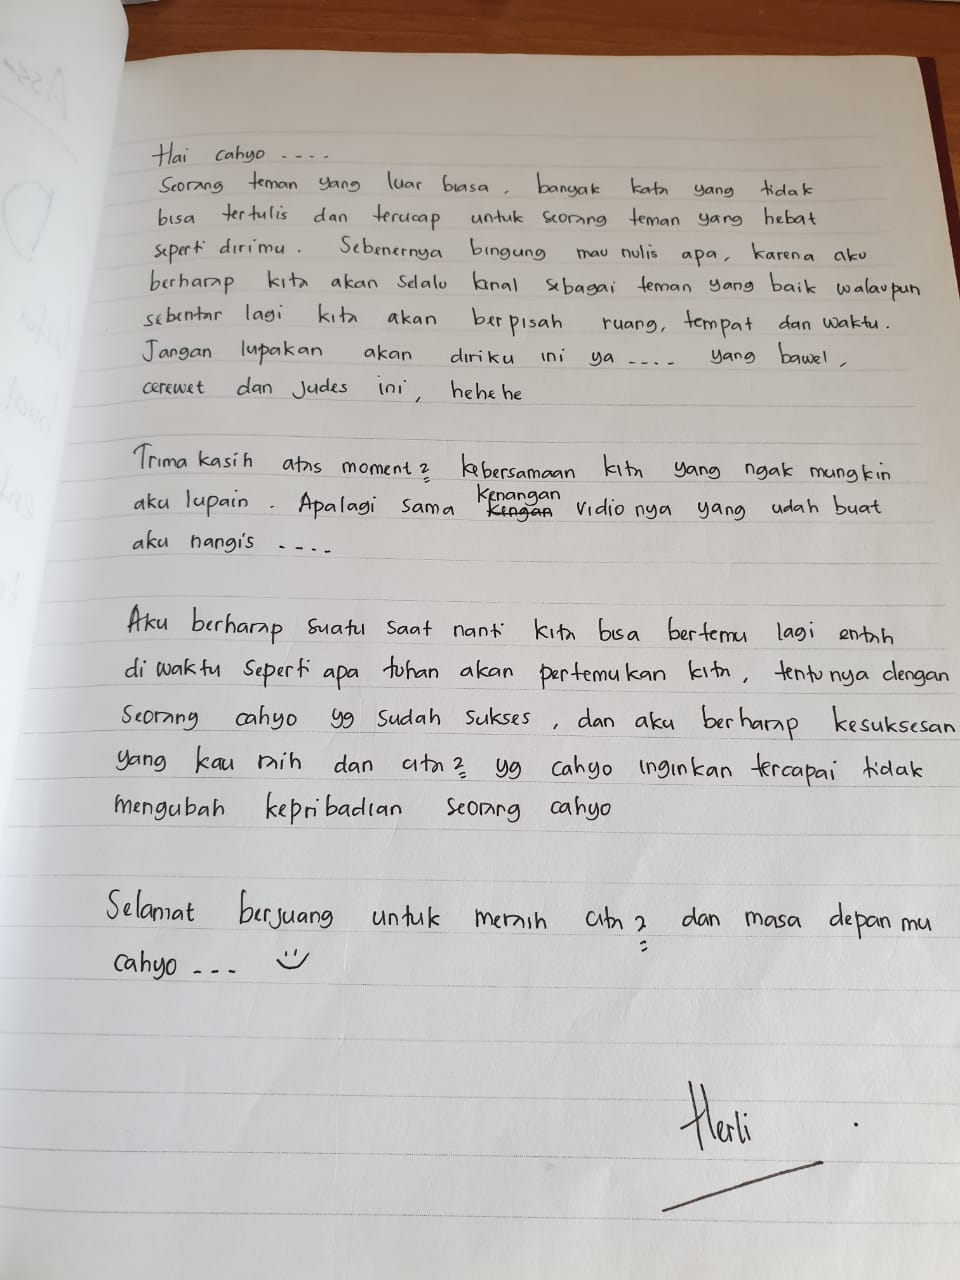 Hai cahyo ....
Seorang teman yang luar biasa, banyak kata yang tidak
bisa tertulis dan terucap untuk seorang teman yang hebat
seperti dirimu. Sebenernya bingung mau nulis apa, karena aku
berharap kita akan selalu kenal sebagai teman yang baik walaupun
sebentar lagi kita akan berpisah ruang, tempat dan waktu.
Jangan lupakan akan diriku ini ya .... yang bawel,
cerewet dan Judes ini, hehehe
Trima kasih atas moment2 kebersamaan kita yang ngak mungkin
aku lupain. Apalagi sama kenangan vidio nya yang udah buat
aku nangis ....
Aku berharap suatu saat nanti kita bisa bertemu lagi entah
di waktu seperti apa tuhan akan pertemukan kita, tentunya dengan
seorang cahyo yg sudah sukses, dan aku berharap kesuksesan
yang kau raih dan cita2 yg cahyo inginkan tercapai tidak
mengubah kepribadian seorang cahyo
Selamat berjuang untuk meraih cita2 dan masa depan mu
cahyo ---
Herli